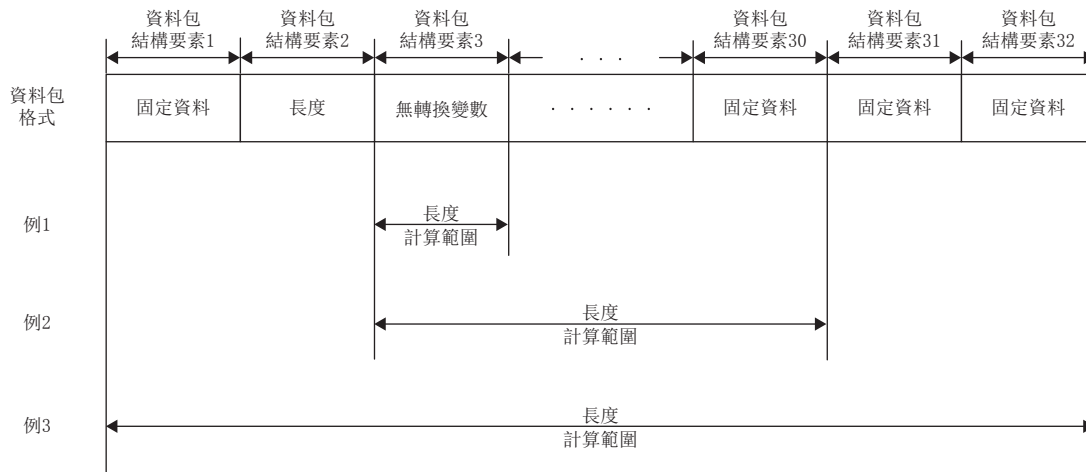 資料包
結構要素1
資料包
結構要素2
資料包
結構要素3
. . .
資料包
結構要素30
資料包
結構要素31
資料包
結構要素32
資料包
格式
固定資料
長度
無轉換變數
. . . . . .
固定資料
固定資料
固定資料
例1
長度
計算範圍
例2
長度
計算範圍
例3
長度
計算範圍